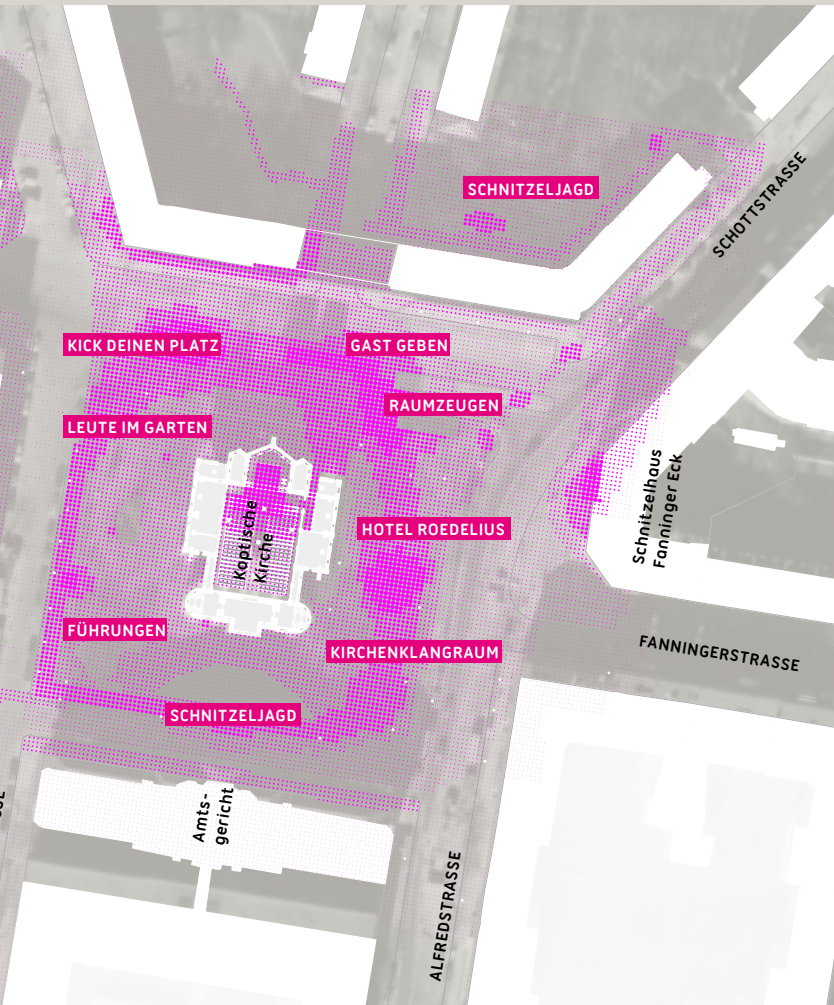 SCHNITZELJAGD
SCHOTTSTRASSE
KICK DEINEN PLATZ
GAST GEBEN
RAUMZEUGEN
LEUTE IM GARTEN
Schnitzelhaus
Fanninger Eck
Koptische
Kirche
HOTEL ROEDELIUS
FÜHRUNGEN
KIRCHENKLANGRAUM
FANNINGERSTRASSE
SCHNITZELJAGD
Amts-
gericht
ALFREDSTRASSE